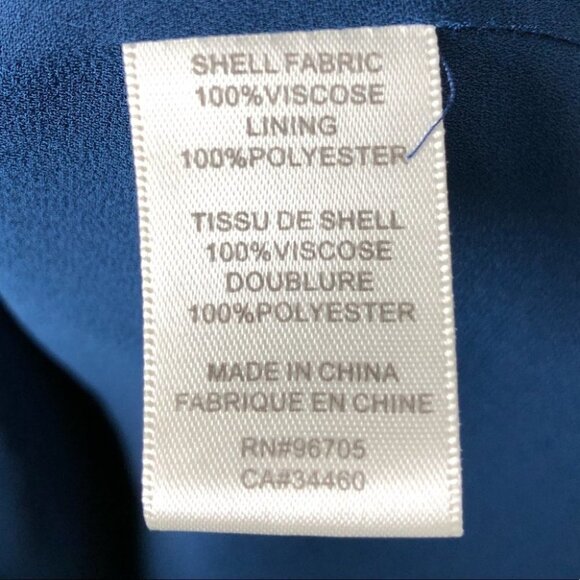 SHELL FABRIC
100%VISCOSE
LINING
100%POLYESTER
TISSU DE SHELL
100%VISCOSE
DOUBLURE
100%POLYESTER
MADE IN CHINA
FABRIQUE EN CHINE
RN#96705
CA#34460